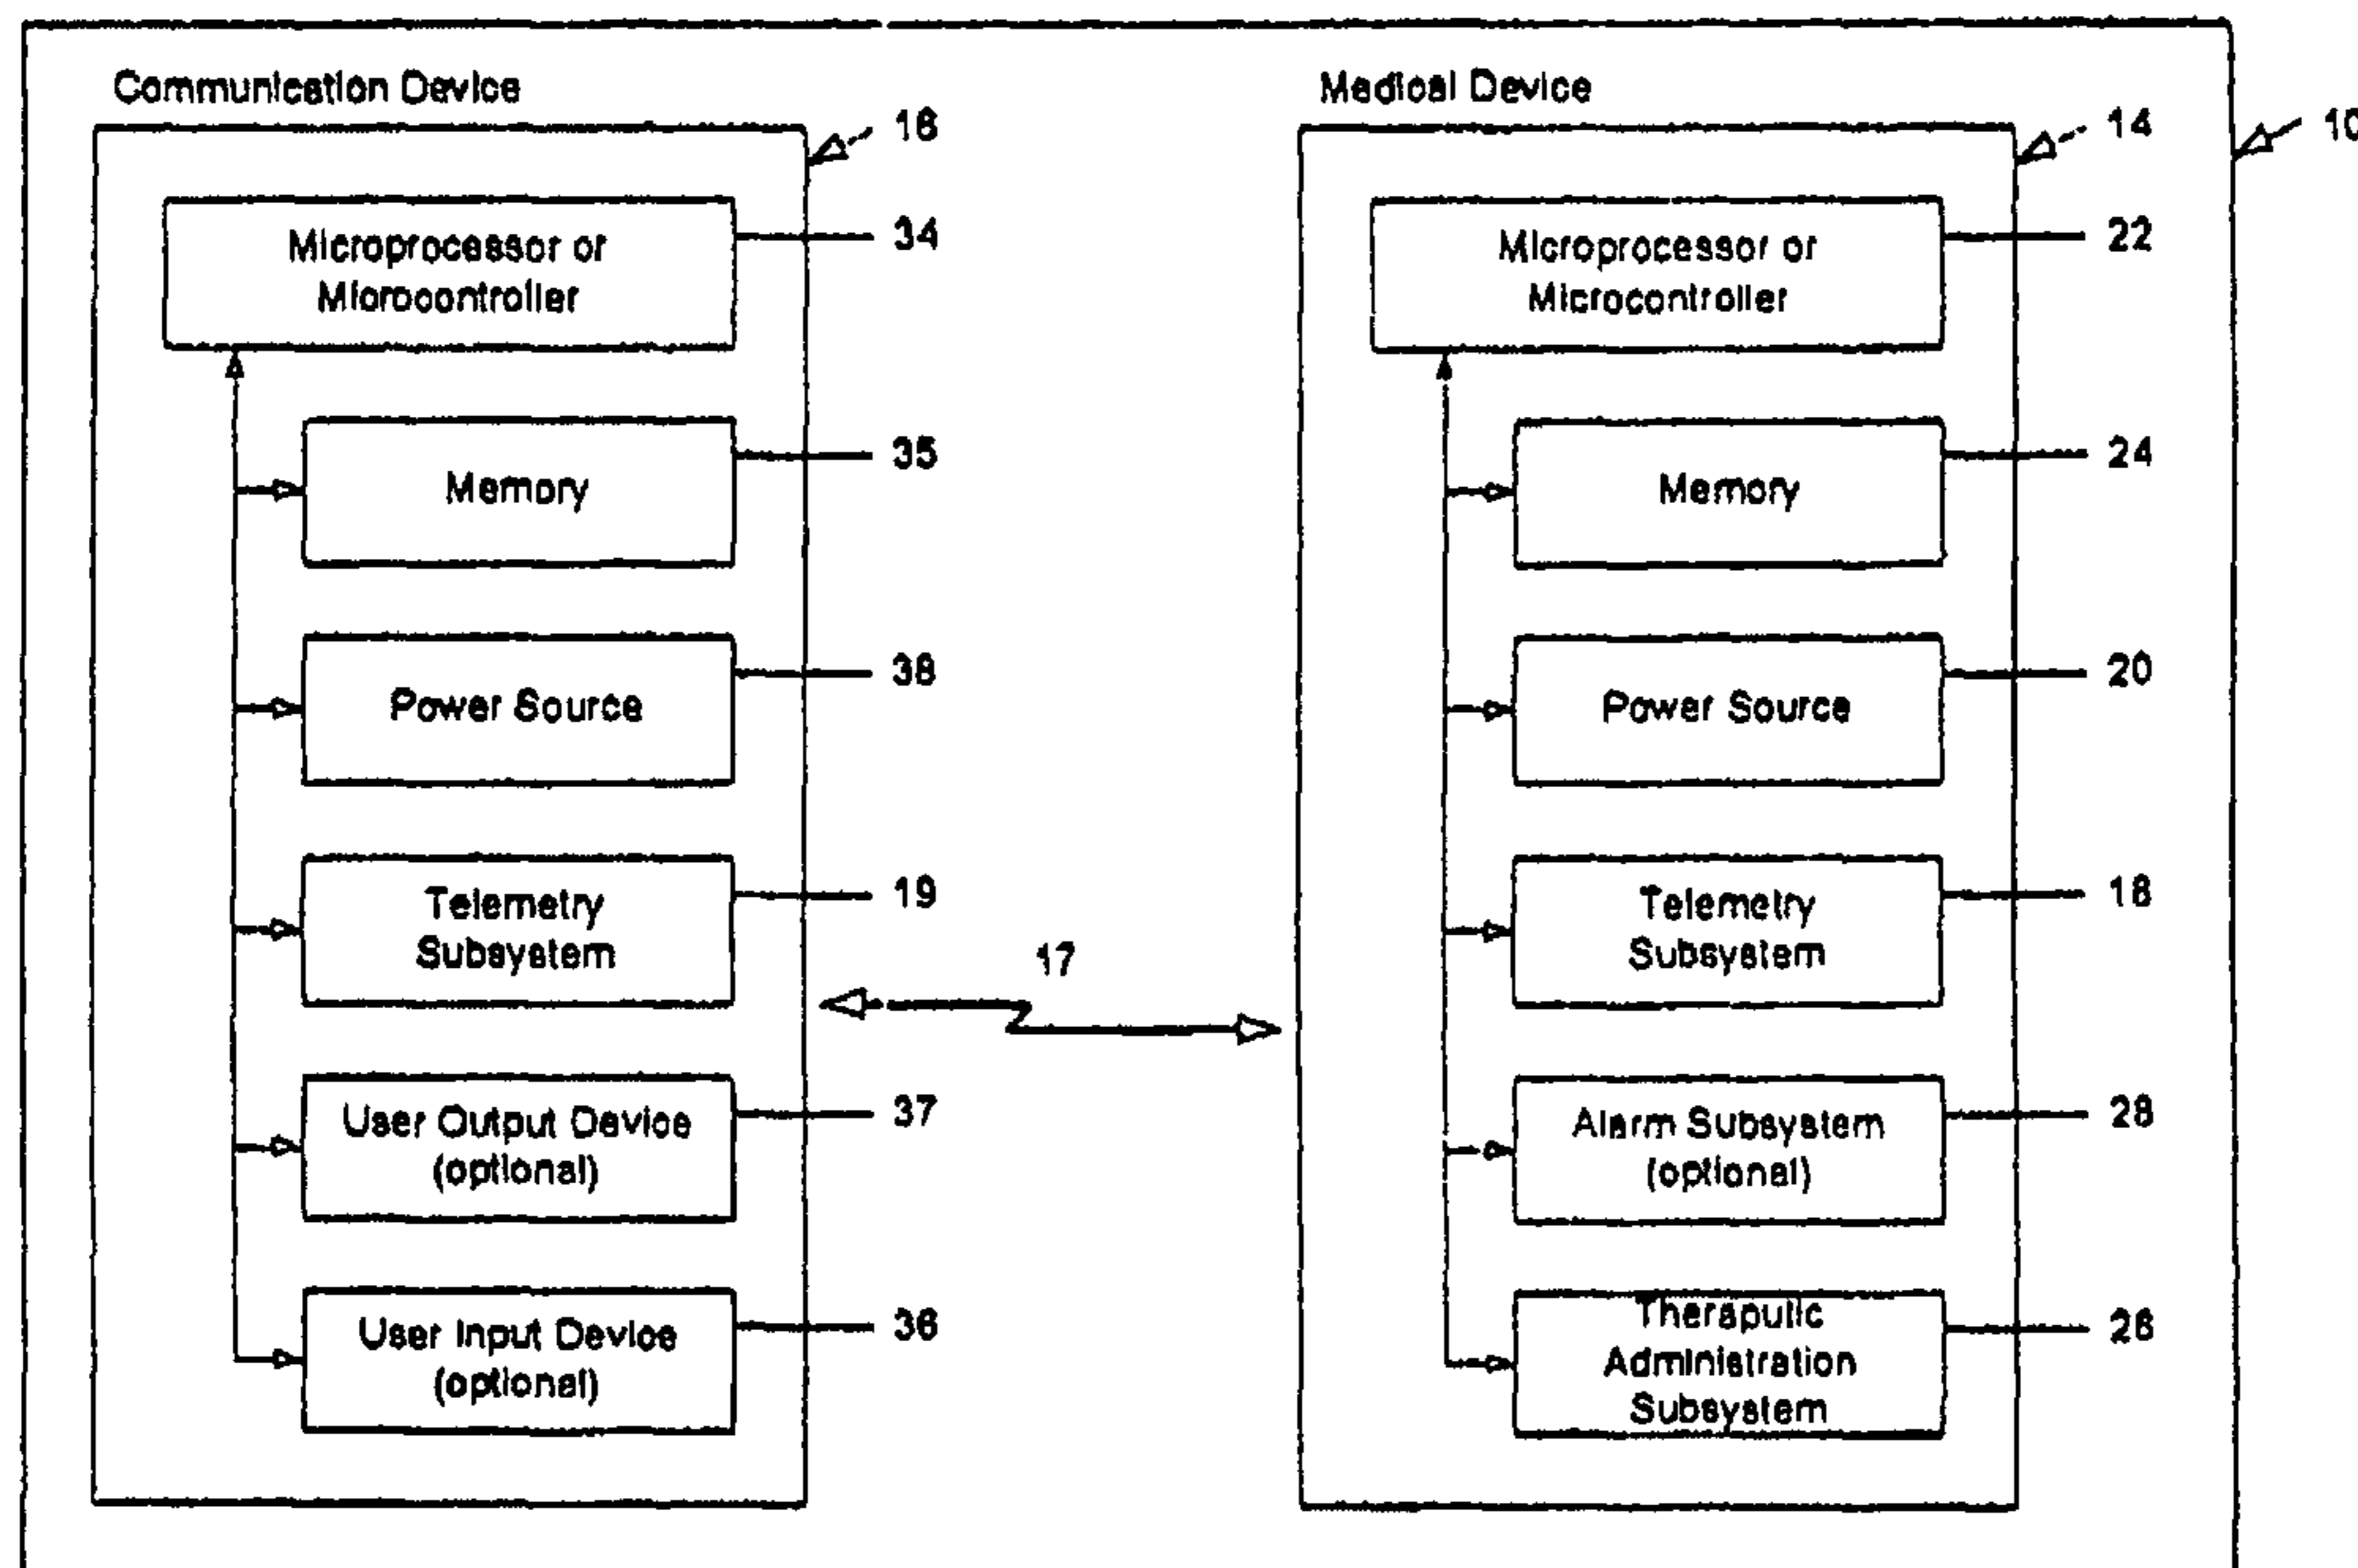 Communication Device
16
Microprocessor or
Microcontroller
34
Memory
35
Power Source
38
Telemetry
Subsystem
19
User Output Device
(optional)
37
User Input Device
(optional)
36
17
Medical Device
14
10
Microprocessor or
Microcontroller
22
Memory
24
Power Source
20
Telemetry
Subsystem
18
Alarm Subsystem
(optional)
28
Theraputic
Administration
Subsystem
26